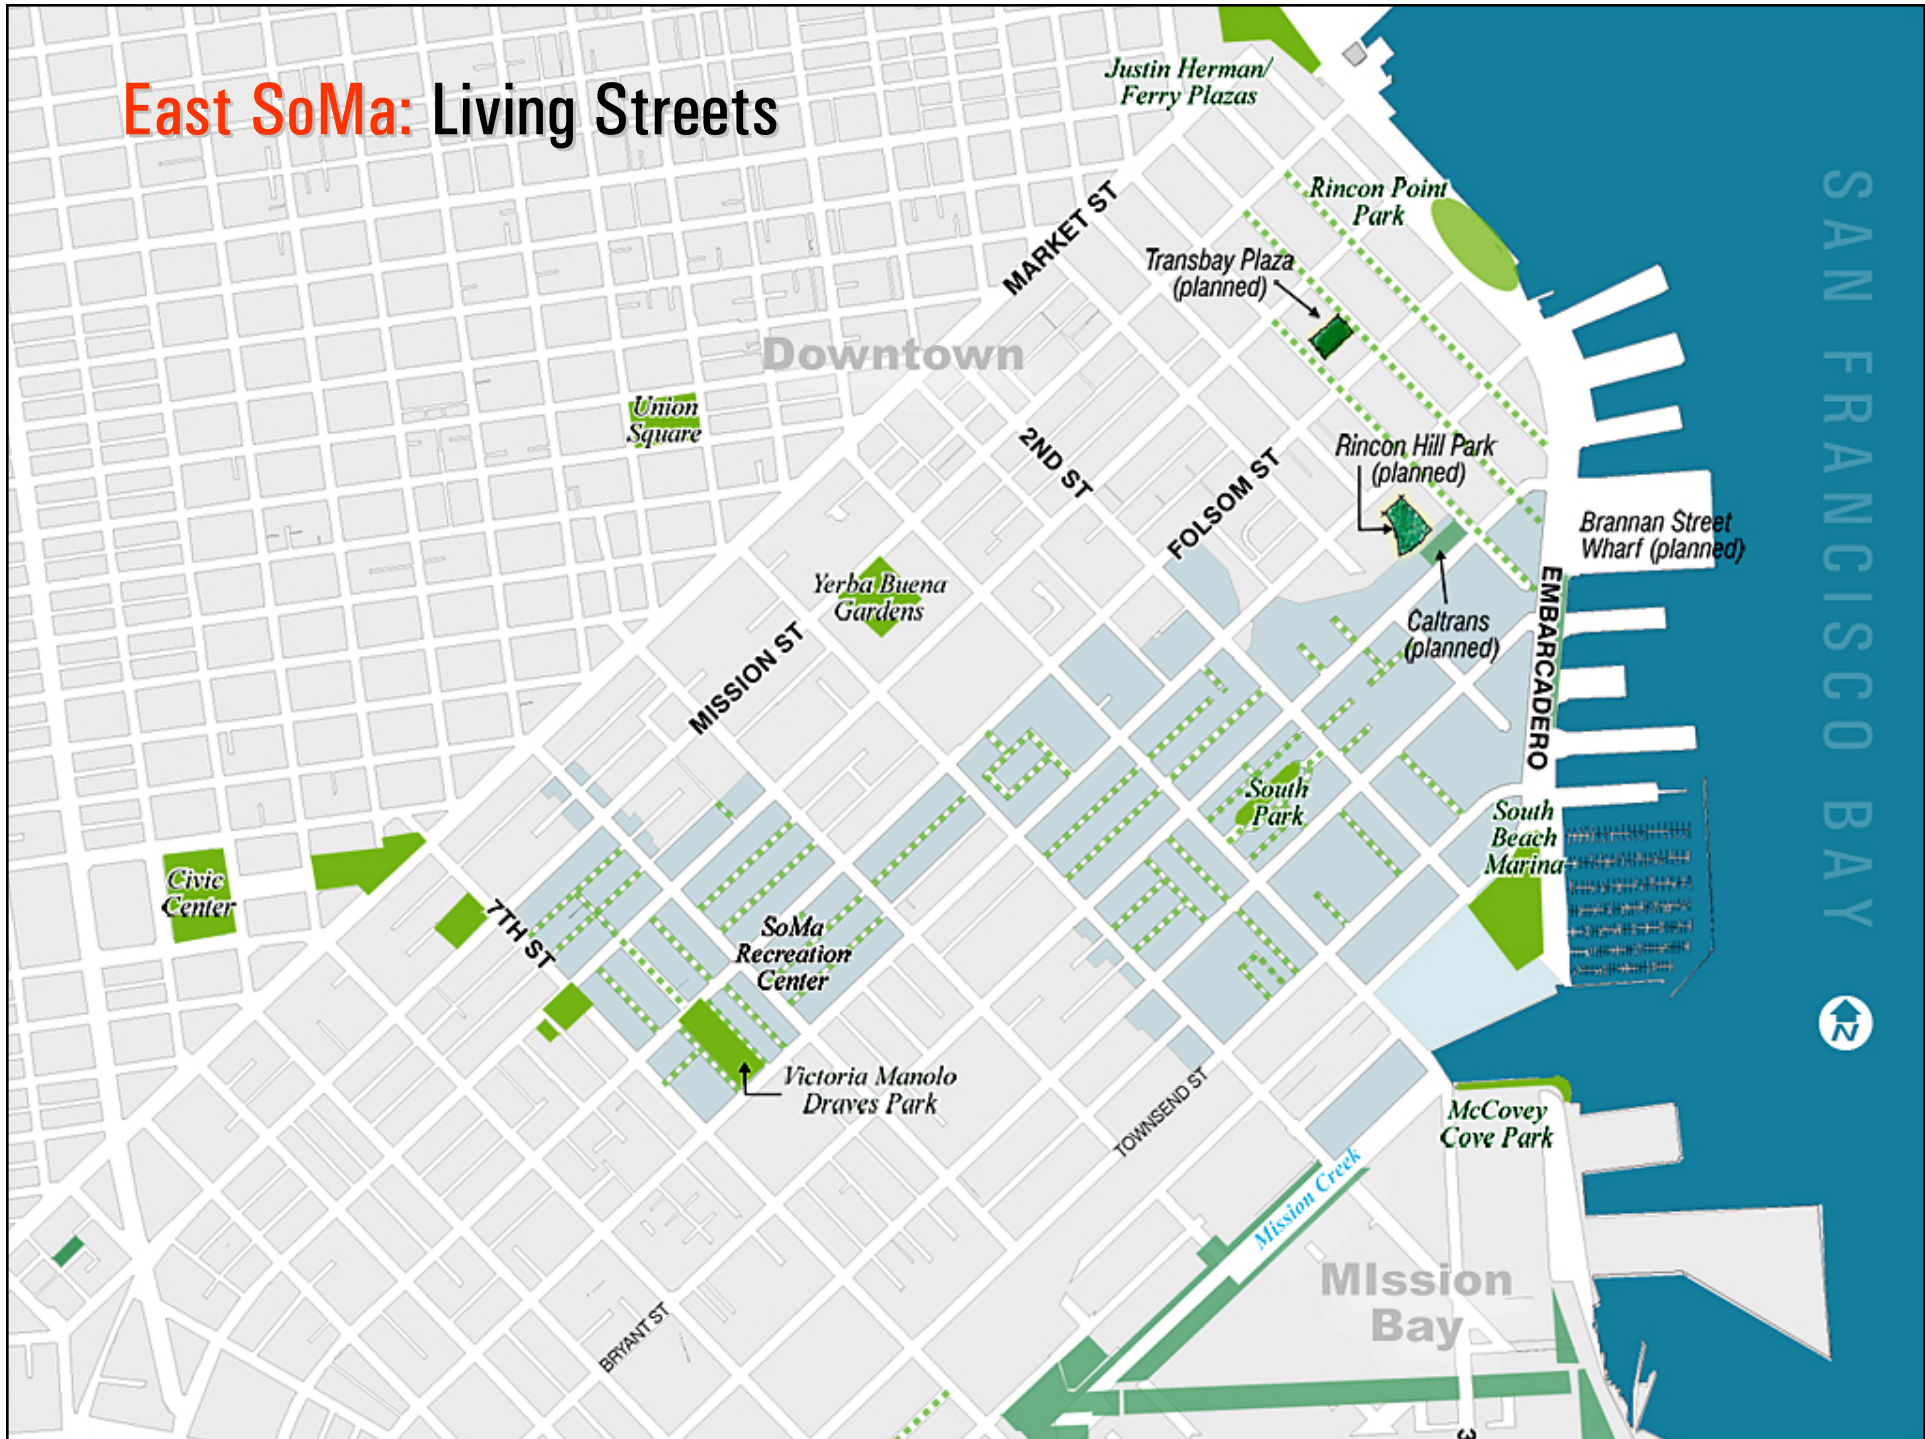 East SoMa: Living Streets
Justin Herman/
Ferry Plazas
Rincon Point
Park
MARKET ST
Transbay Plaza
(planned)
Downtown
Union
Square
2ND ST
FOLSOM ST
Rincon Hill Park
(planned)
Brannan Street
Wharf (planned)
Yerba Buena
Gardens
MISSION ST
Caltrans
(planned)
EMBARCADERO
SAN FRANCISCO BAY
South
Park
South
Beach
Marina
Civic
Center
7TH ST
SoMa
Recreation
Center
N
Victoria Manolo
Draves Park
TOWNSEND ST
McCovey
Cove Park
Mission Creek
MIssion
Bay
BRYANT ST
3